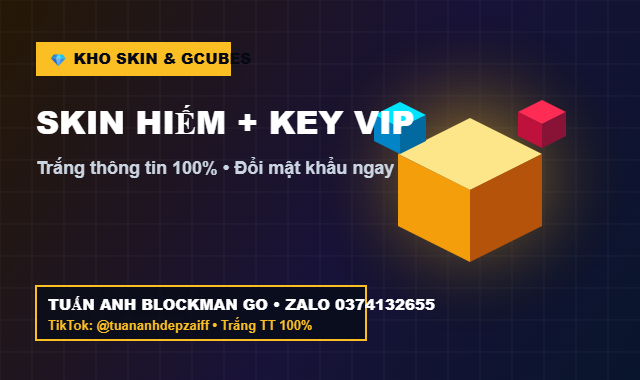 💎 KHO SKIN & GCUBES
SKIN HIẾM + KEY VIP
Trắng thông tin 100% • Đổi mật khẩu ngay
TUẤN ANH BLOCKMAN GO • ZALO 0374132655
TikTok: @tuananhdepzaiff • Trắng TT 100%